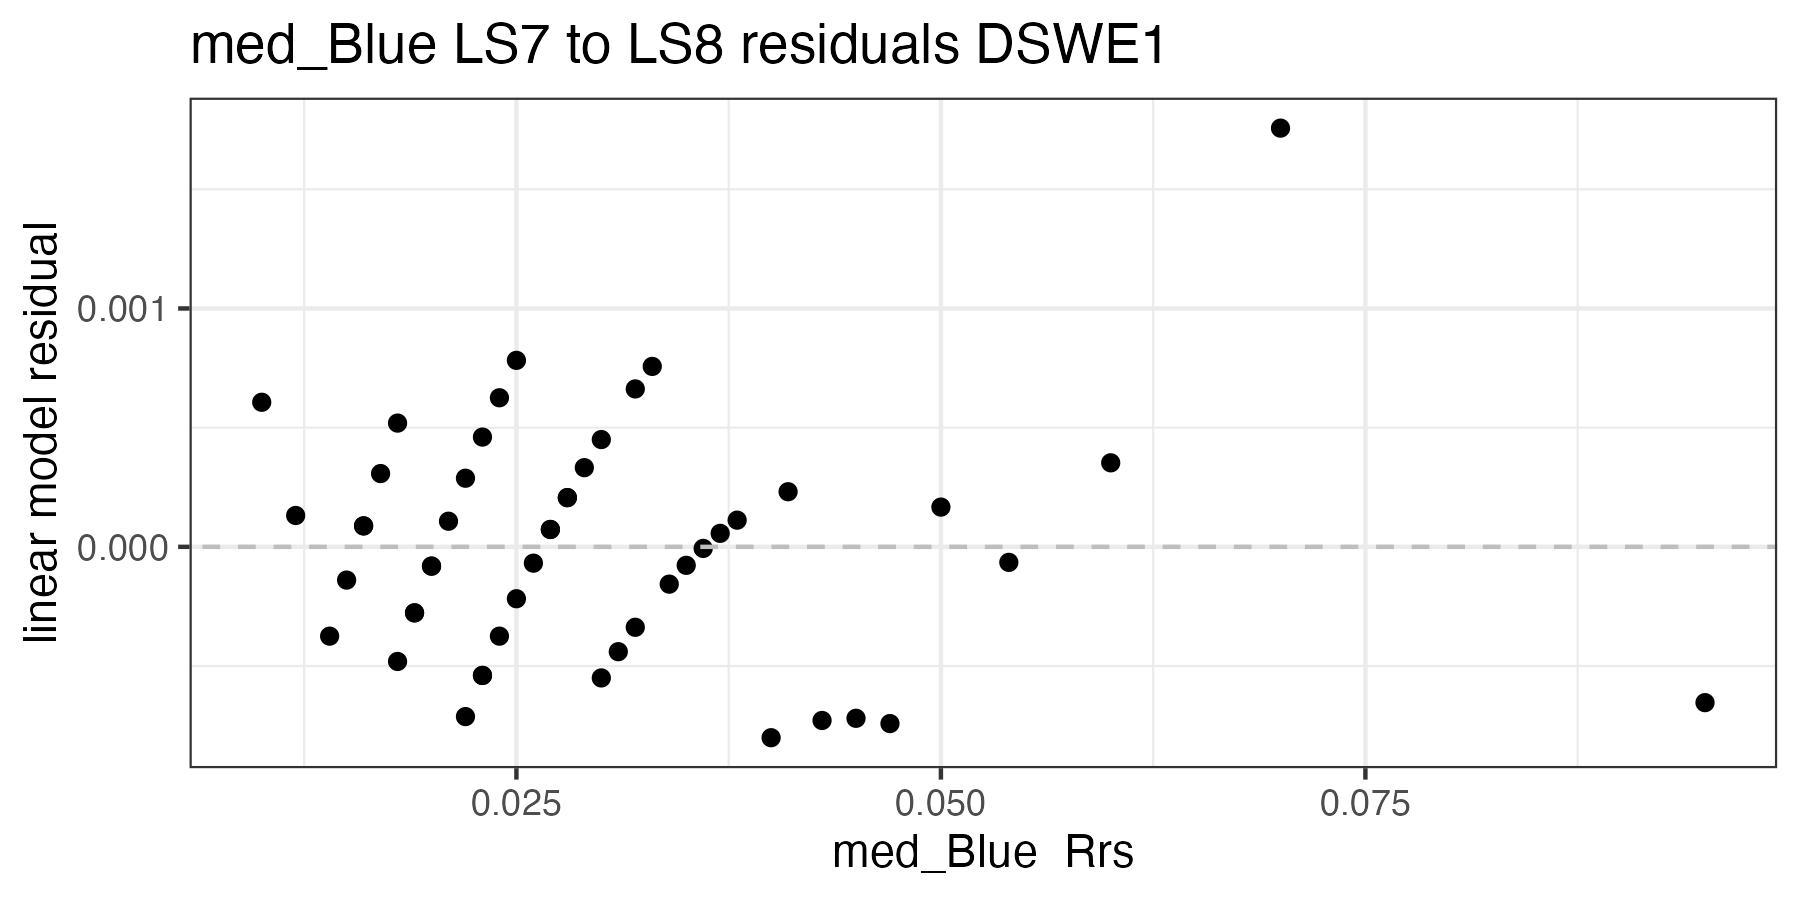 med_Blue LS7 to LS8 residuals DSWE1
linear model residual
0.001
0.000
0.025
0.050
0.075
med_Blue  Rrs